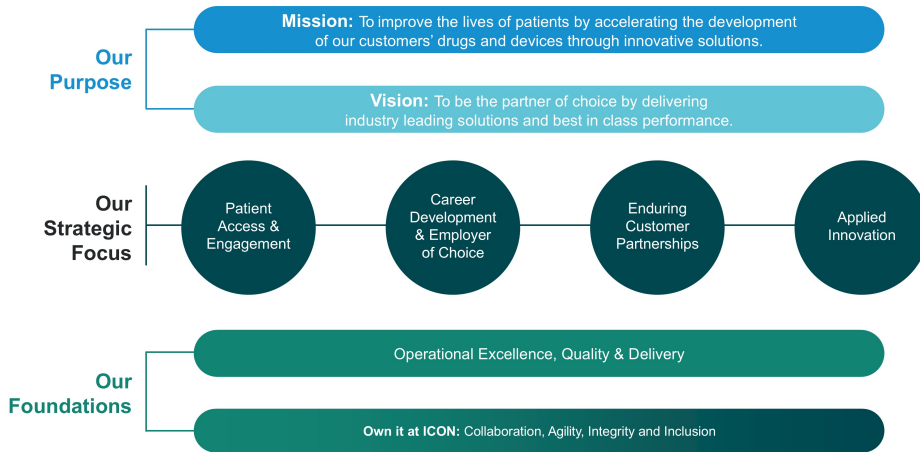 Our
Purpose
Mission: To improve the lives of patients by accelerating the development
of our customers’ drugs and devices through innovative solutions.
Vision: To be the partner of choice by delivering
industry leading solutions and best in class performance.
Our
Strategic
Focus
Patient
Access &
Engagement
Career
Development
& Employer
of Choice
Enduring
Customer
Partnerships
Applied
Innovation
Our
Foundations
Operational Excellence, Quality & Delivery
Own it at ICON: Collaboration, Agility, Integrity and Inclusion